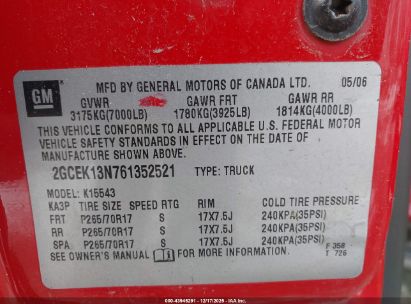 GM
MFD BY GENERAL MOTORS OF CANADA LTD. 05/06
GVWR GAWR FRT GAWR RR
3175KG(7000LB) 1780KG(3925LB) 1814KG(4000LB)
THIS VEHICLE CONFORMS TO ALL APPLICABLE U.S. FEDERAL MOTOR
VEHICLE SAFETY STANDARDS IN EFFECT ON THE DATE OF
MANUFACTURE SHOWN ABOVE.
2GCEK13N761352521 TYPE: TRUCK
MODEL: K15543
KA3P TIRE SIZE SPEED RTG RIM COLD TIRE PRESSURE
FRT P265/70R17 S 17X7.5J 240KPA(35PSI)
RR P265/70R17 S 17X7.5J 240KPA(35PSI)
SPA P265/70R17 S 17X7.5J 240KPA(35PSI)
SEE OWNER'S MANUAL FOR MORE INFORMATION.
F 358
T 726